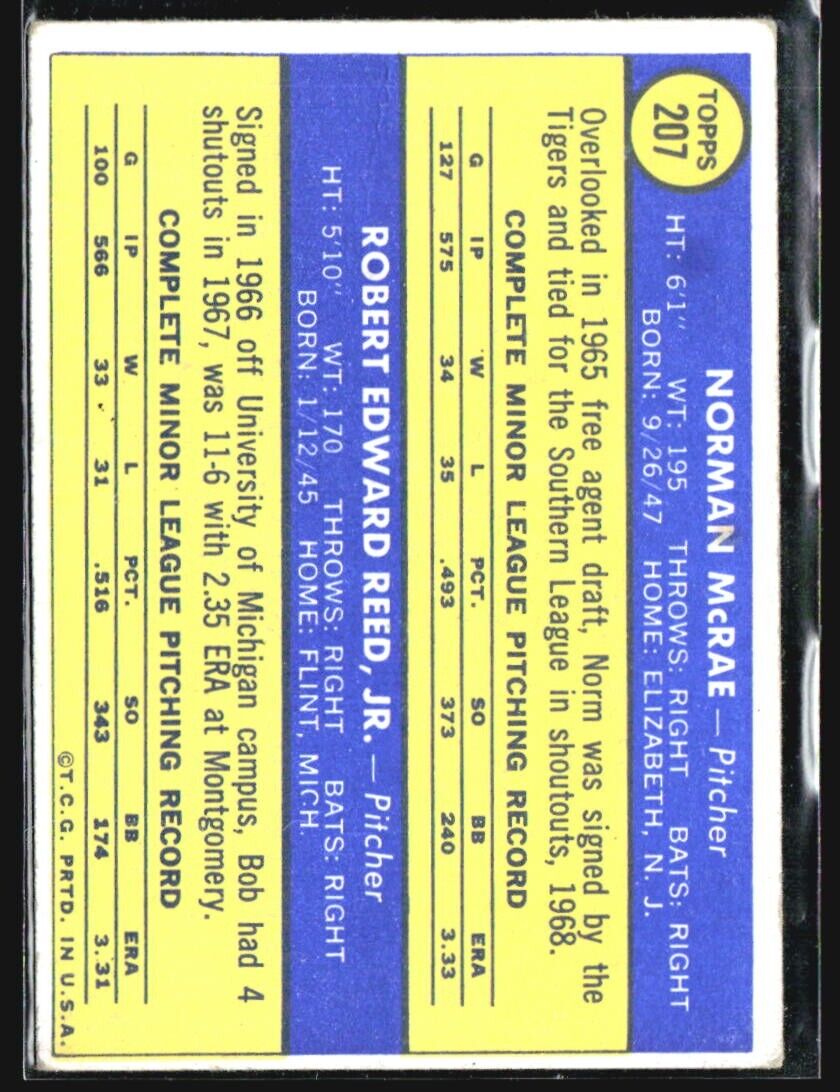 TOPPS
207
NORMAN McRAE — Pitcher
HT: 6'1" WT: 195 THROWS: RIGHT BATS: RIGHT
BORN: 9/26/47 HOME: ELIZABETH, N. J.
Overlooked in 1965 free agent draft, Norm was signed by the
Tigers and tied for the Southern League in shoutouts, 1968.
COMPLETE MINOR LEAGUE PITCHING RECORD
G IP W L PCT. SO BB ERA
127 575 34 35 .493 373 240 3.33
ROBERT EDWARD REED, JR. — Pitcher
HT: 5'10" WT: 170 THROWS: RIGHT BATS: RIGHT
BORN: 1/12/45 HOME: FLINT, MICH.
Signed in 1966 off University of Michigan campus, Bob had 4
shutouts in 1967, was 11-6 with 2.35 ERA at Montgomery.
COMPLETE MINOR LEAGUE PITCHING RECORD
G IP W L PCT. SO BB ERA
100 566 33 31 .516 343 174 3.31
©T.C.G. PRTD. IN U.S.A.